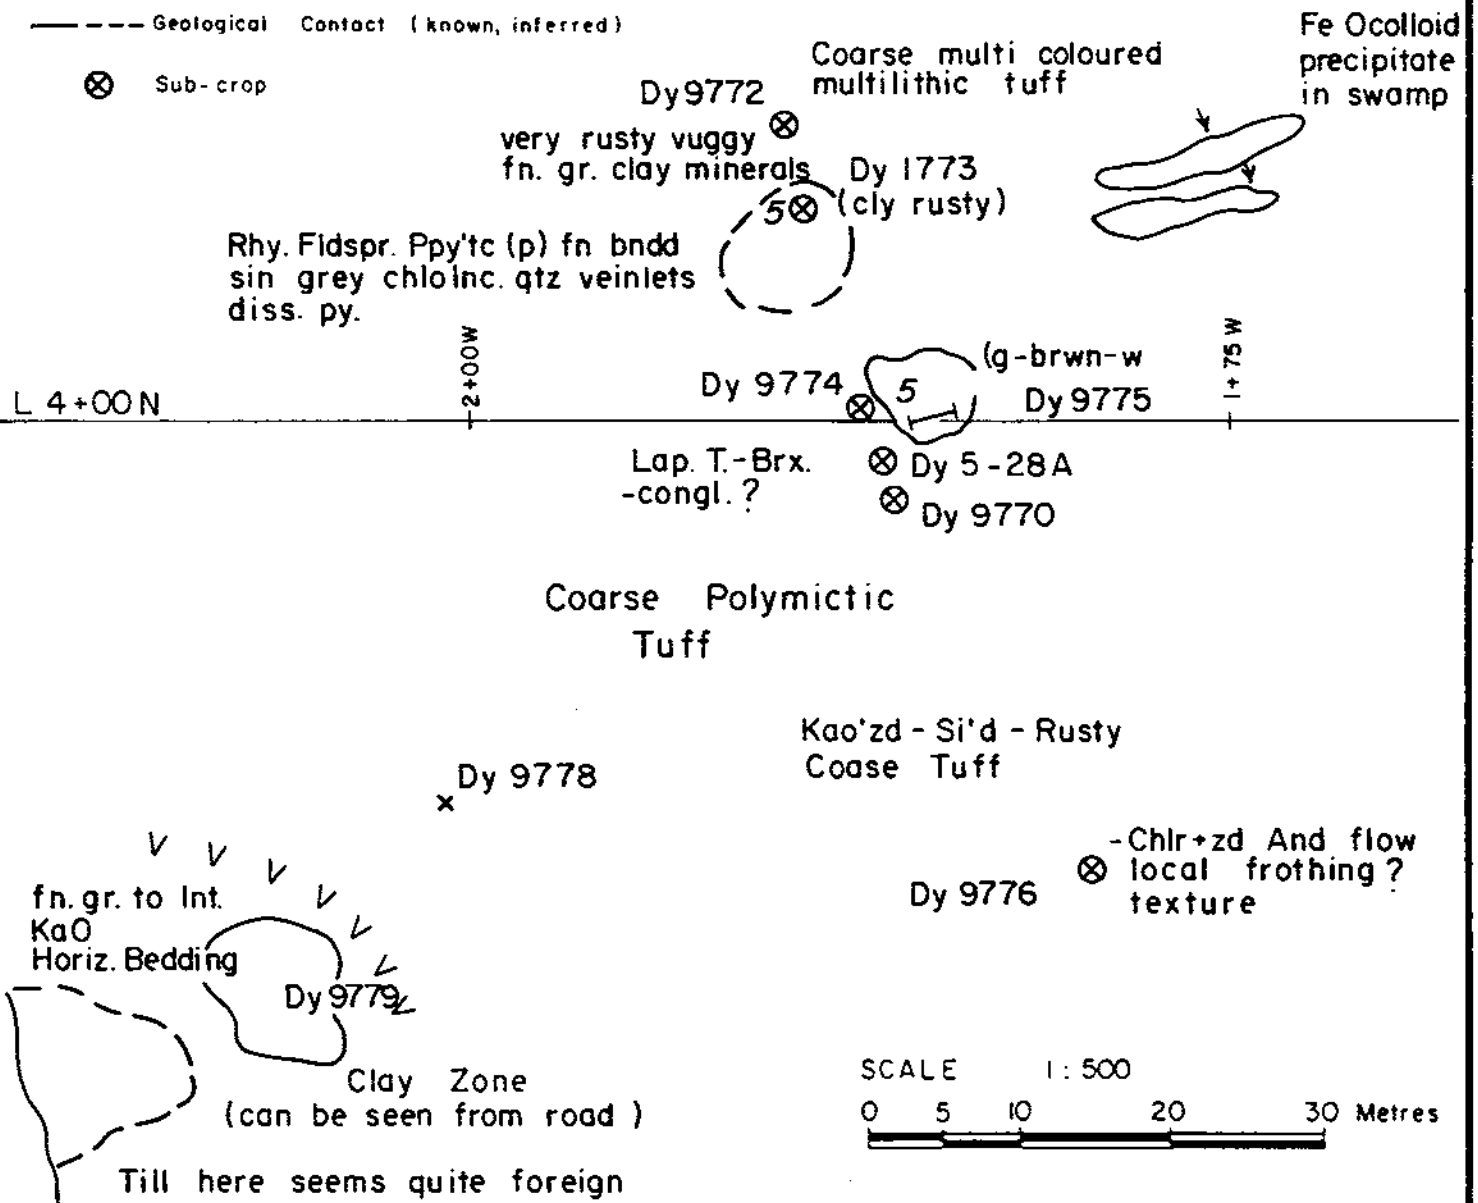 Geological Contact (known, inferred)
Sub-crop
Fe Ocolloid
precipitate
in swamp
Coarse multi coloured
multilithic tuff
Dy 9772
very rusty vuggy
fn. gr. clay minerals
Dy 1773
(cly rusty)
5
Rhy. Fldspr. Ppy'tc (p) fn bndd
sin grey chloInc. qtz veinlets
diss. py.
2+00W
1+75 W
(g-brwn-w
Dy 9774
5
Dy 9775
L 4+00N
Lap. T.-Brx.
-congl. ?
Dy 5-28A
Dy 9770
Coarse Polymictic
Tuff
Kao'zd - Si'd - Rusty
Coase Tuff
Dy 9778
x
V V V V V V V
-Chlr+zd And flow
local frothing ?
texture
Dy 9776
fn. gr. to Int.
KaO
Horiz. Bedding
Dy 9779
Clay Zone
(can be seen from road )
Till here seems quite foreign
SCALE 1 : 500
0 5 10 20 30 Metres